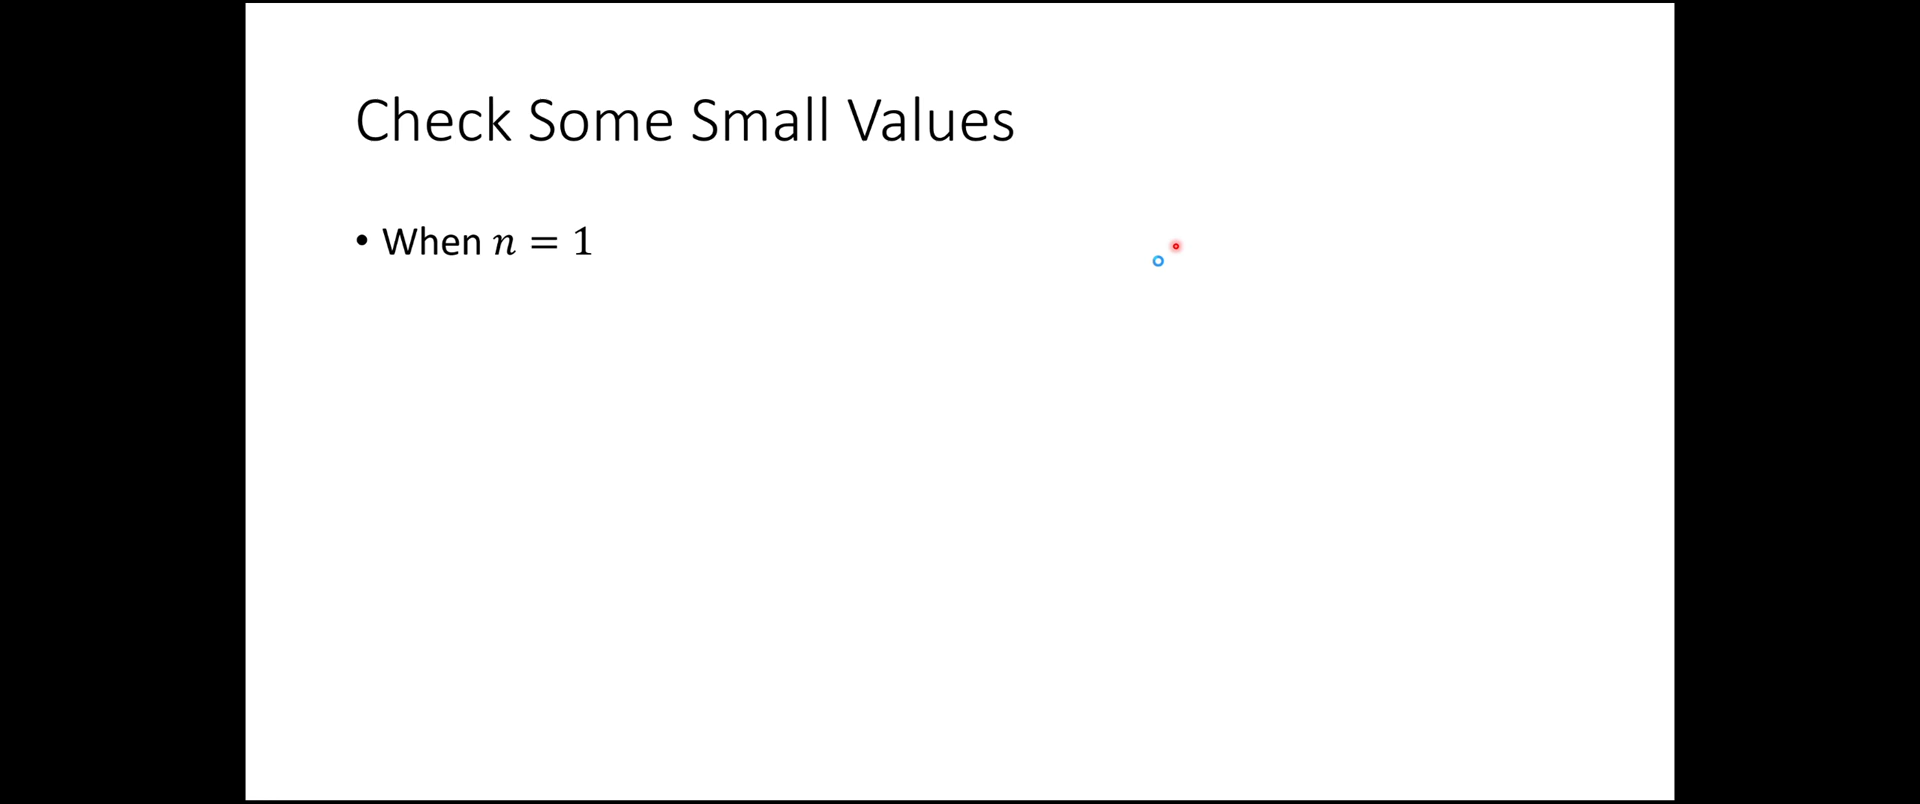 Check Some Small Values
• When n = 1